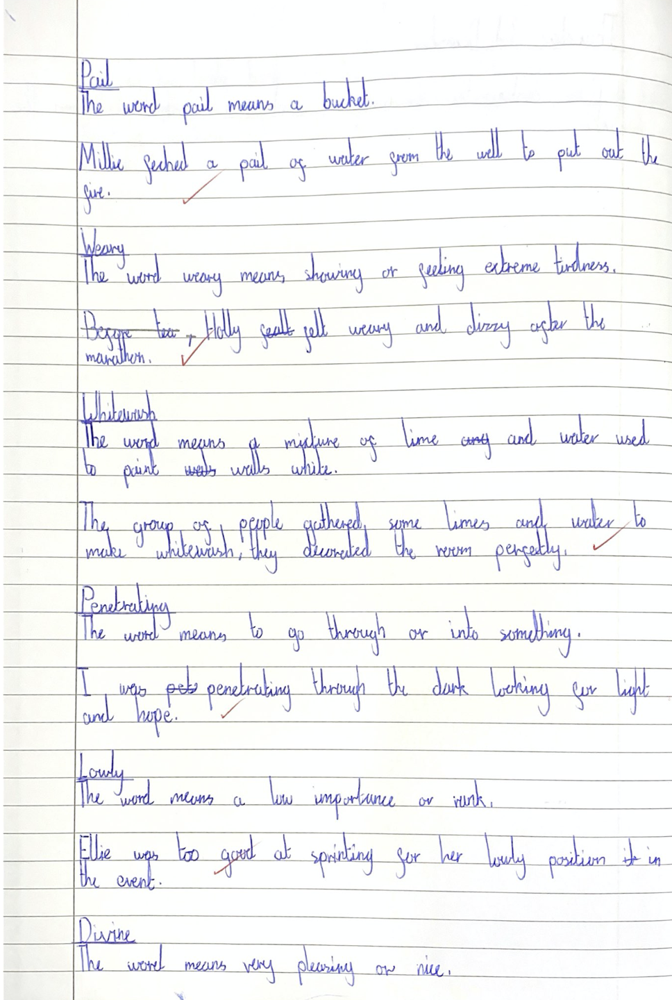 Pail
The word pail means a bucket.
Millie feched a pail of water from the well to put out the
fire.
Weary
The word weary means showing or feeling extreme tirdness.
Before tea, Holly fealt felt weary and dizzy after the
marathon.
Whitewash
The word means a mixture of lime any and water used
to paint wals walls white.
The group of people gathered some limes and water to
make whitewash, they decorated the room perfectly.
Penetrating
The word means to go through or into something.
I was pet penetrating through the dark looking for light
and hope.
Lowly
The word means a low importance or rank.
Ellie was too good at sprinting for her lowly position it in
the event.
Divine
The word means very pleasing or nice.